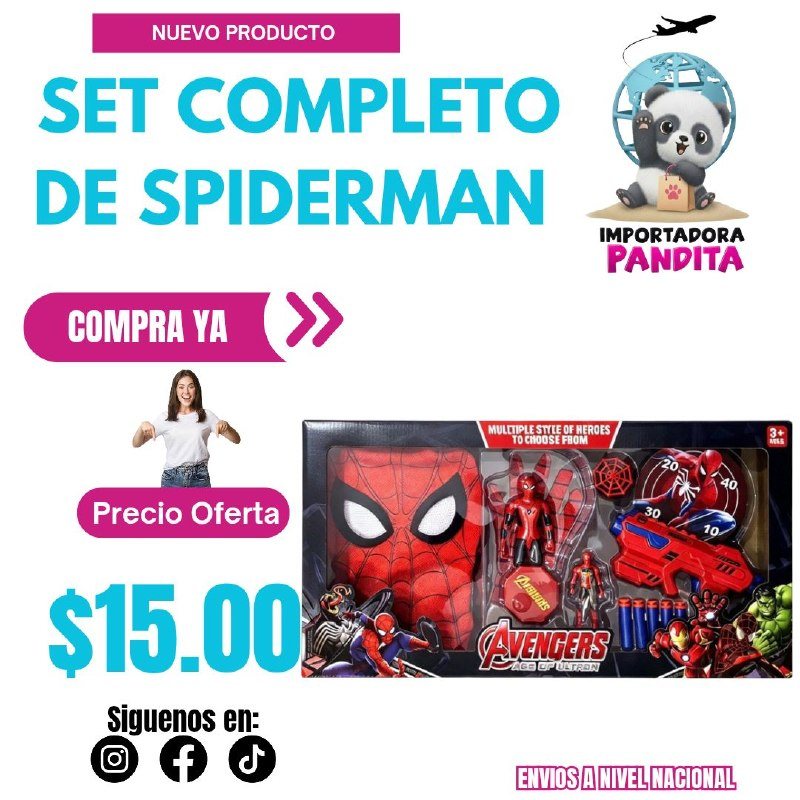 NUEVO PRODUCTO
SET COMPLETO
DE SPIDERMAN
IMPORTADORA
PANDITA
COMPRA YA
Precio Oferta
$15.00
MULTIPLE STYLE OF HEROES
TO CHOOSE FROM
3+
20
40
30
10
AVENGERS
AVENGERS
AGE OF ULTRON
Siguenos en:
ENVIOS A NIVEL NACIONAL